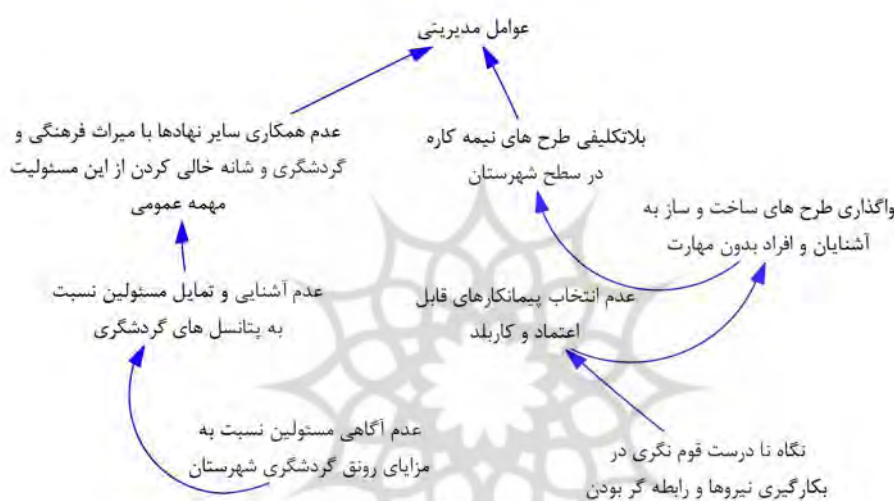 عوامل مدیریتی
عدم همکاری سایر نهادها با میراث فرهنگی و
گردشگری و شانه خالی کردن از این مسئولیت
مهمه عمومی
بلاتکلیفی طرح های نیمه کاره
در سطح شهرستان
واگذاری طرح های ساخت و ساز به
آشنایان و افراد بدون مهارت
عدم آشنایی و تمایل مسئولین نسبت
به پتانسل های گردشگری
عدم انتخاب پیمانکارهای قابل
اعتماد و کاربلد
عدم آگاهی مسئولین نسبت به
مزایای رونق گردشگری شهرستان
نگاه نا درست قوم نگری در
بکارگیری نیروها و رابطه گر بودن